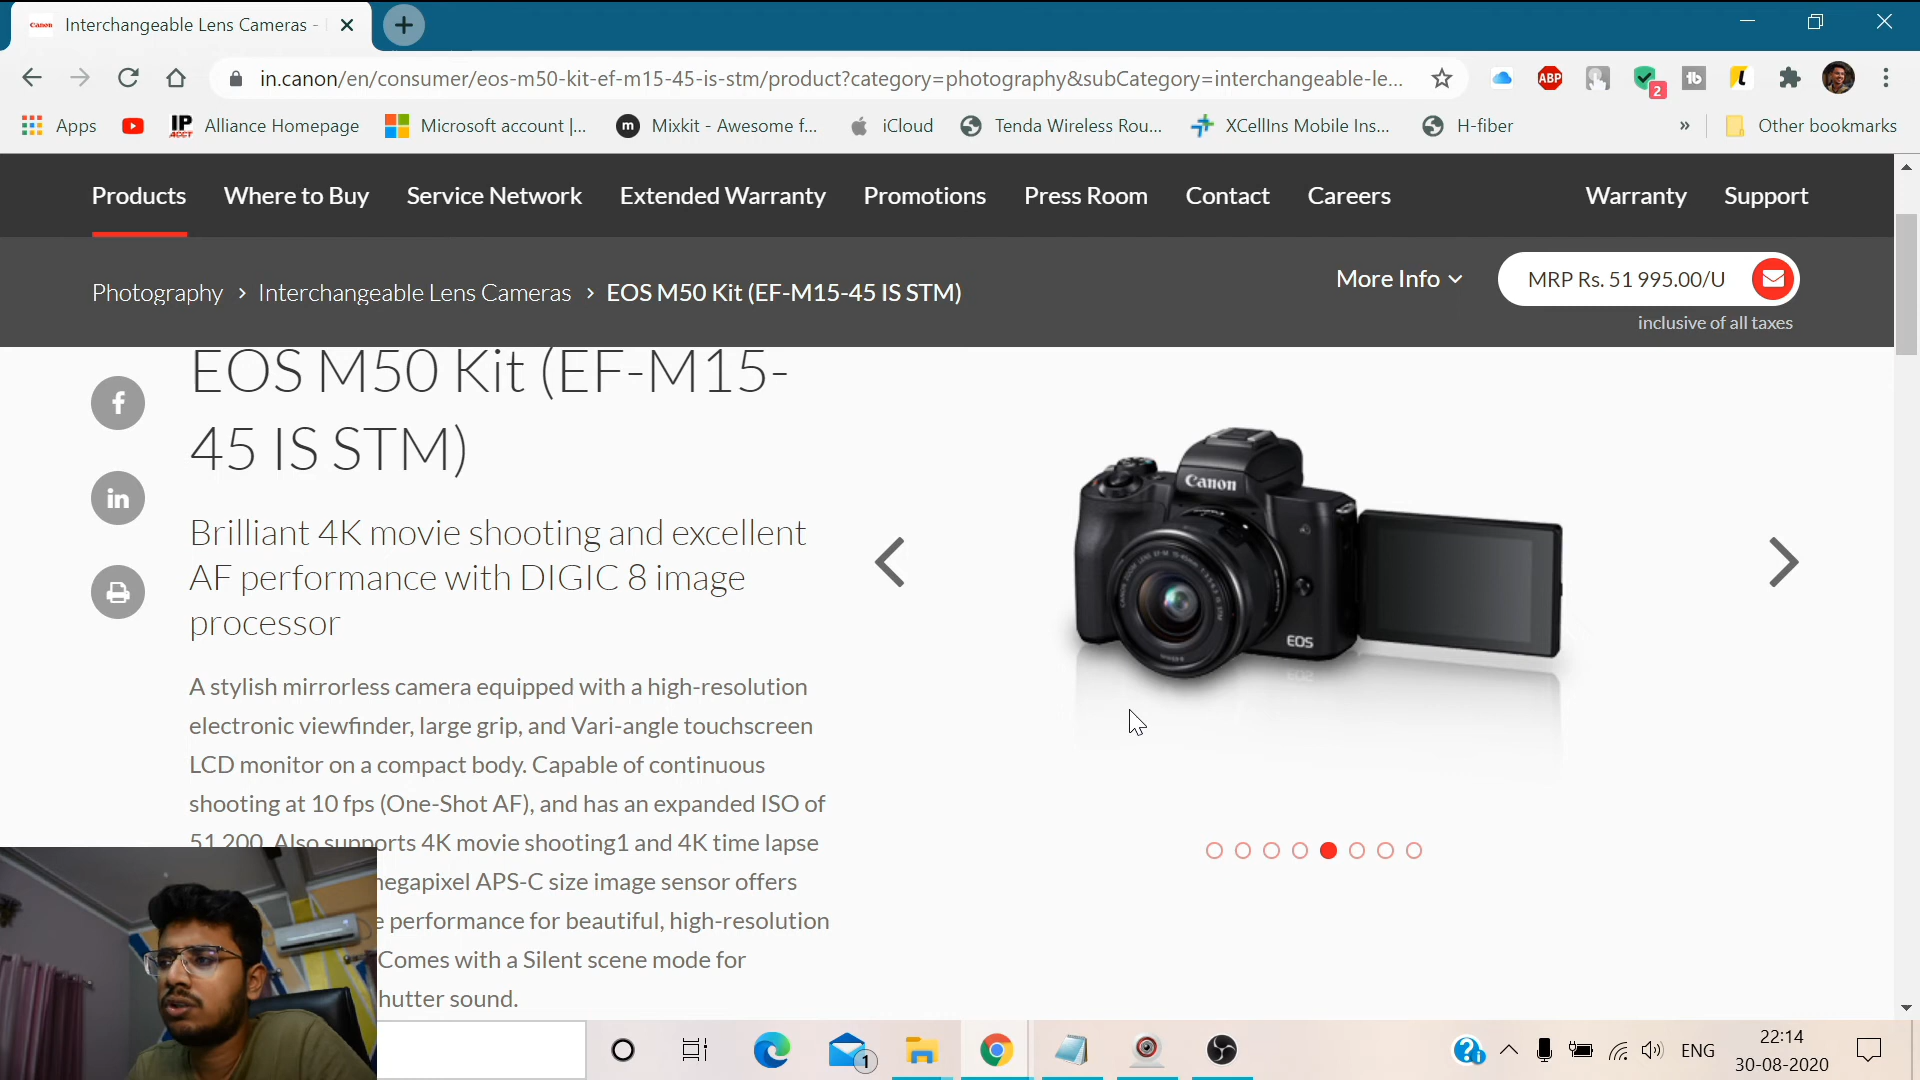 Canon Interchangeable Lens Cameras -
in.canon/en/consumer/eos-m50-kit-ef-m15-45-is-stm/product?category=photography&subCategory=interchangeable-le...
ABP
2
Apps
IP ACCT Alliance Homepage
Microsoft account |...
m Mixkit - Awesome f...
iCloud
Tenda Wireless Rou...
XCellIns Mobile Ins...
H-fiber
»
Other bookmarks
Products
Where to Buy
Service Network
Extended Warranty
Promotions
Press Room
Contact
Careers
Warranty
Support
Photography > Interchangeable Lens Cameras > EOS M50 Kit (EF-M15-45 IS STM)
More Info
MRP Rs. 51 995.00/U
inclusive of all taxes
EOS M50 Kit (EF-M15-
45 IS STM)
Brilliant 4K movie shooting and excellent
AF performance with DIGIC 8 image
processor
A stylish mirrorless camera equipped with a high-resolution
electronic viewfinder, large grip, and Vari-angle touchscreen
LCD monitor on a compact body. Capable of continuous
shooting at 10 fps (One-Shot AF), and has an expanded ISO of
51,200. Also supports 4K movie shooting1 and 4K time lapse
megapixel APS-C size image sensor offers
e performance for beautiful, high-resolution
Comes with a Silent scene mode for
hutter sound.
Canon
EOS
1
ENG
22:14
30-08-2020